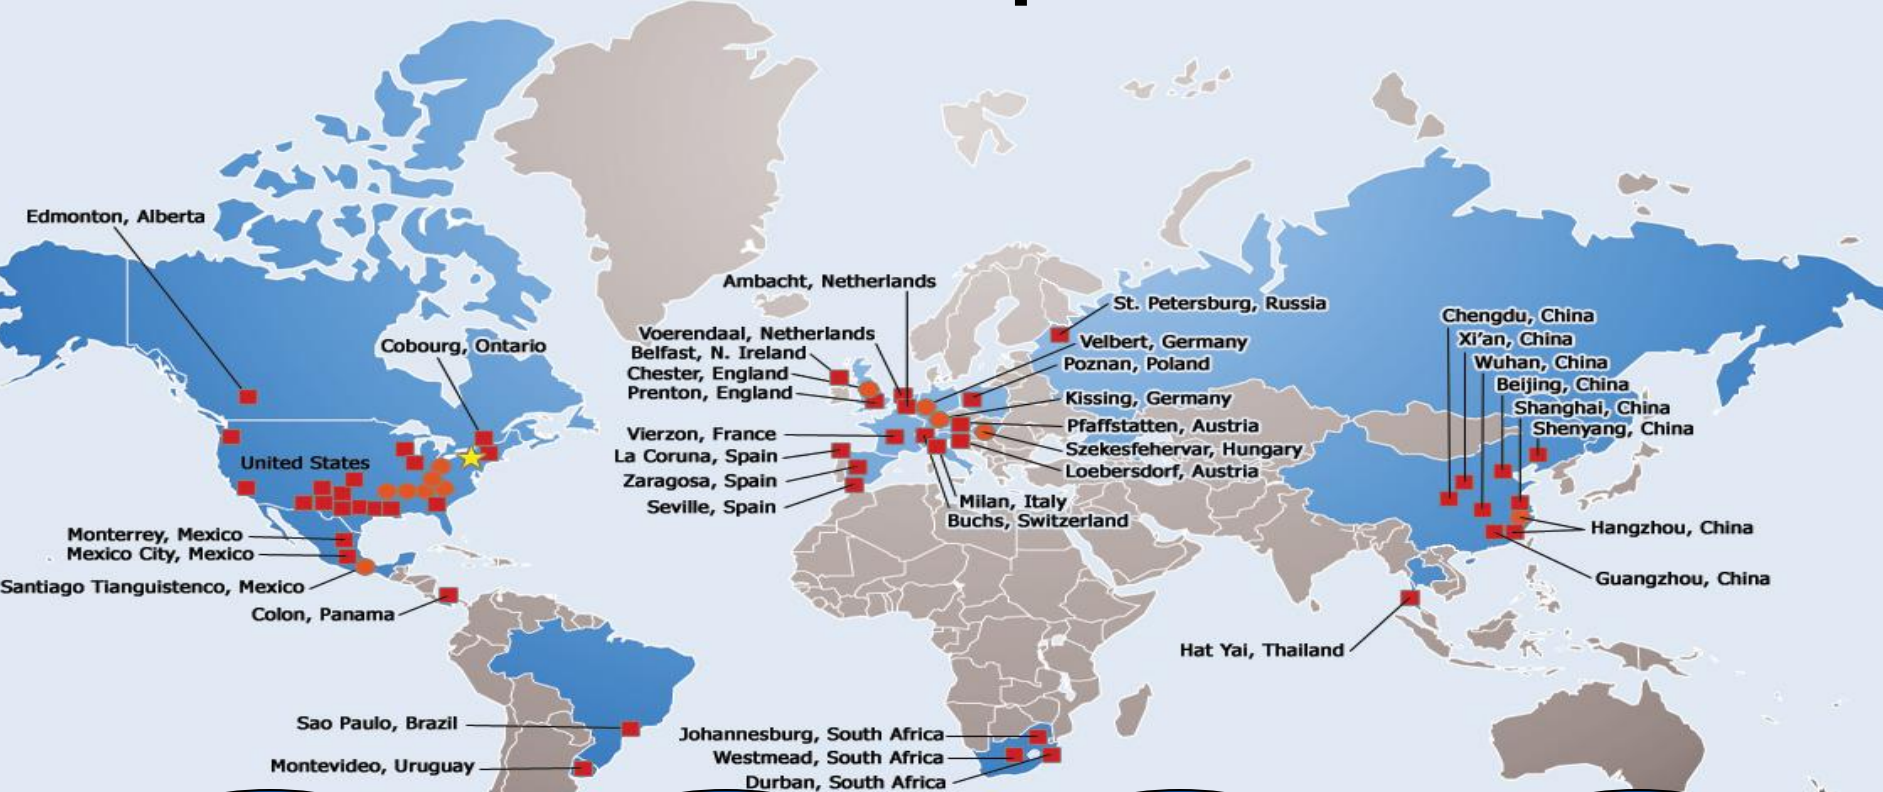 Edmonton, Alberta
Cobourg, Ontario
United States
Monterrey, Mexico
Mexico City, Mexico
Santiago Tianguistenco, Mexico
Colon, Panama
Sao Paulo, Brazil
Montevideo, Uruguay
Ambacht, Netherlands
Voerendaal, Netherlands
Belfast, N. Ireland
Chester, England
Prenton, England
Vierzon, France
La Coruna, Spain
Zaragosa, Spain
Seville, Spain
St. Petersburg, Russia
Velbert, Germany
Poznan, Poland
Kissing, Germany
Pfaffstatten, Austria
Szekesfehervar, Hungary
Loebersdorf, Austria
Milan, Italy
Buchs, Switzerland
Johannesburg, South Africa
Westmead, South Africa
Durban, South Africa
Chengdu, China
Xi'an, China
Wuhan, China
Beijing, China
Shanghai, China
Shenyang, China
Hangzhou, China
Guangzhou, China
Hat Yai, Thailand